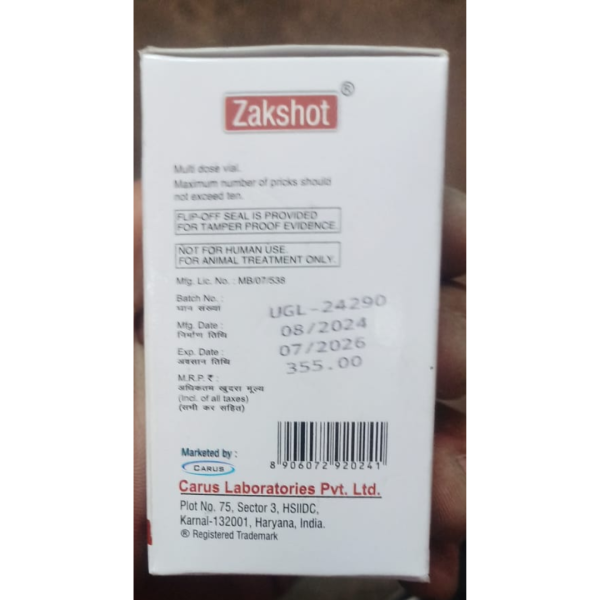 Zakshot®
Multi dose vial.
Maximum number of pricks should
not exceed ten.
FLIP-OFF SEAL IS PROVIDED
FOR TAMPER PROOF EVIDENCE.
NOT FOR HUMAN USE.
FOR ANIMAL TREATMENT ONLY.
Mfg. Lic. No. : MB/07/538
Batch No. : UGL-24290
घान संख्या
Mfg. Date : 08/2024
निर्माण तिथि
Exp. Date : 07/2026
अवसान तिथि
M.R.P. ₹ : 355.00
अधिकतम खुदरा मूल्य
(Incl. of all taxes)
(सभी कर सहित)
Marketed by :
CARUS
8 906072 920241
Carus Laboratories Pvt. Ltd.
Plot No. 75, Sector 3, HSIIDC,
Karnal-132001, Haryana, India.
® Registered Trademark